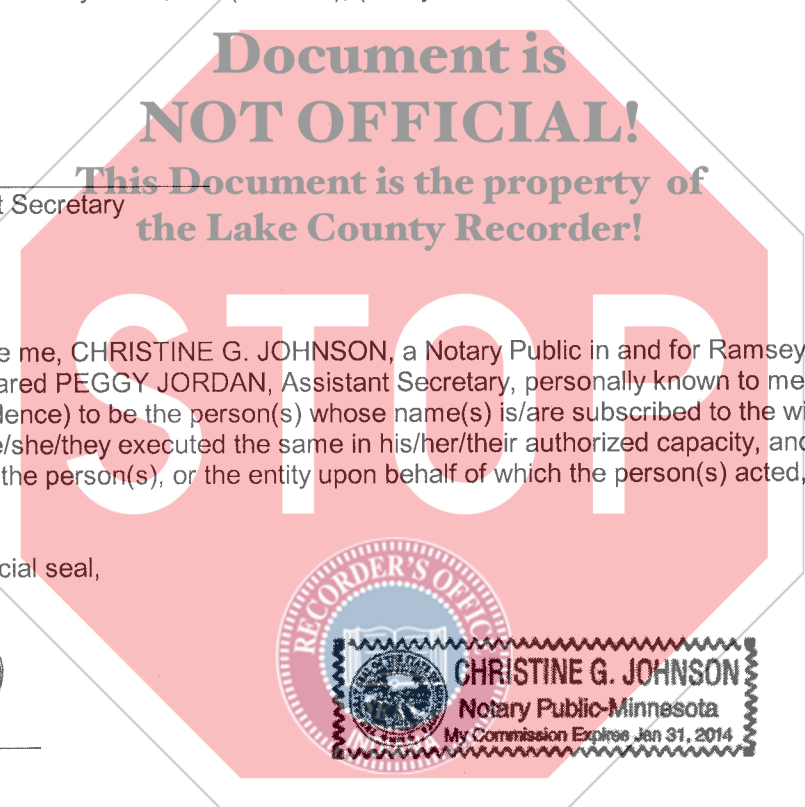 Document is
NOT OFFICIAL!
This Document is the property of
the Lake County Recorder!
t Secretary
STOP
e me, CHRISTINE G. JOHNSON, a Notary Public in and for Ramsey
ared PEGGY JORDAN, Assistant Secretary, personally known to me
dence) to be the person(s) whose name(s) is/are subscribed to the wi
e/she/they executed the same in his/her/their authorized capacity, and
the person(s), or the entity upon behalf of which the person(s) acted,
cial seal,
RECORDER'S OFFICE
INDIANA
CHRISTINE G. JOHNSON
Notary Public-Minnesota
My Commission Expires Jan 31, 2014